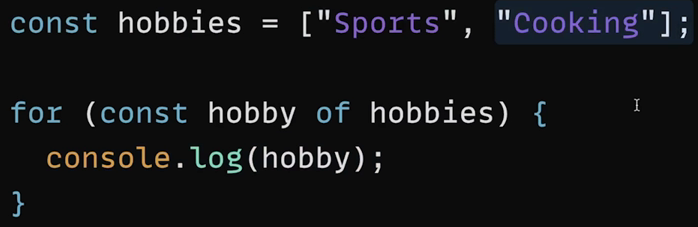 const hobbies = ["Sports", "Cooking"];
for (const hobby of hobbies) {
console.log(hobby);
}